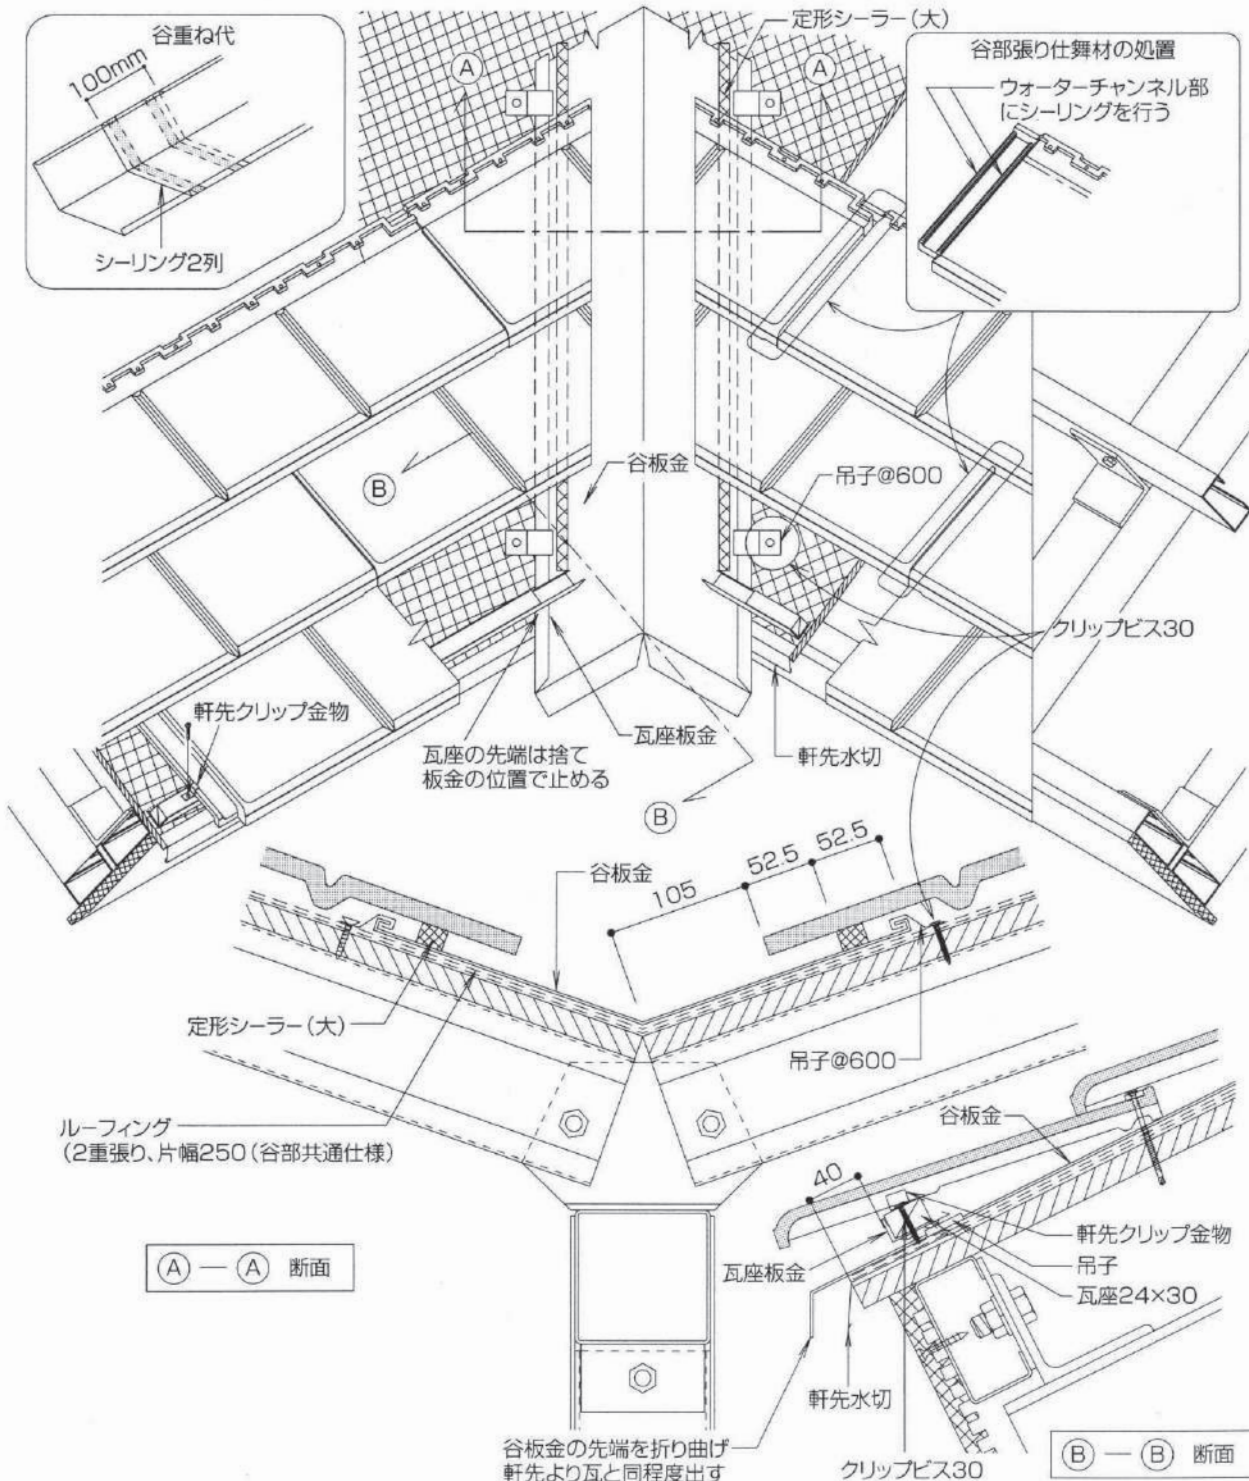 谷重ね代
100mm
シーリング2列
定形シーラー(大)
谷部張り仕舞材の処置
ウォーターチャンネル部
にシーリングを行う
A
A
谷板金
吊子@600
B
クリップビス30
軒先クリップ金物
瓦座の先端は捨て
板金の位置で止める
瓦座板金
軒先水切
B
谷板金
105
52.5
52.5
定形シーラー(大)
吊子@600
ルーフィング
(2重張り、片幅250(谷部共通仕様)
谷板金
40
瓦座板金
軒先クリップ金物
吊子
瓦座24×30
A — A 断面
軒先水切
谷板金の先端を折り曲げ
軒先より瓦と同程度出す
クリップビス30
B — B 断面